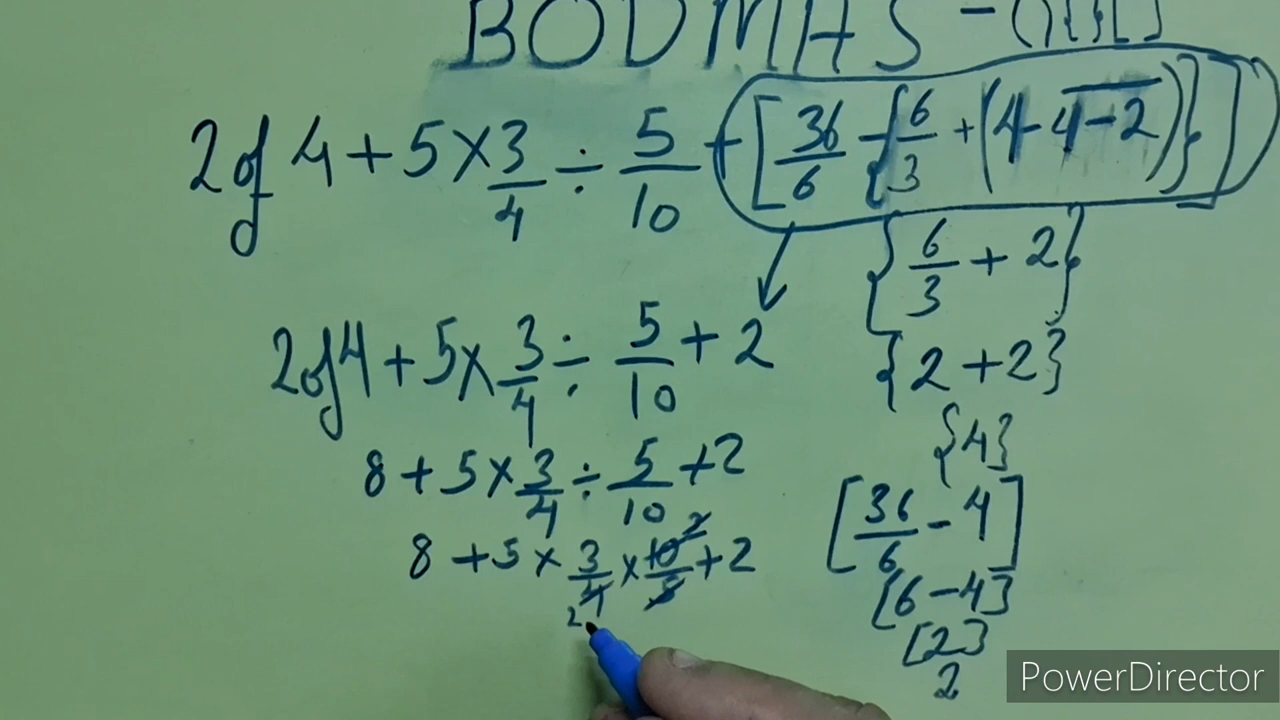 BODMAS - (){}[]
2 of 4 + 5 × 3/4 ÷ 5/10 + [36/6 - {6/3 + (4 - 4̅ ̅-̅ ̅2̅)}]
{6/3 + 2}
2 of 4 + 5 × 3/4 ÷ 5/10 + 2
{2 + 2}
{4}
8 + 5 × 3/4 ÷ 5/10 + 2
[36/6 - 4]
8 + 5 × 3/4 × 10/5 + 2
2
2
[6 - 4]
[2]
2
PowerDirector